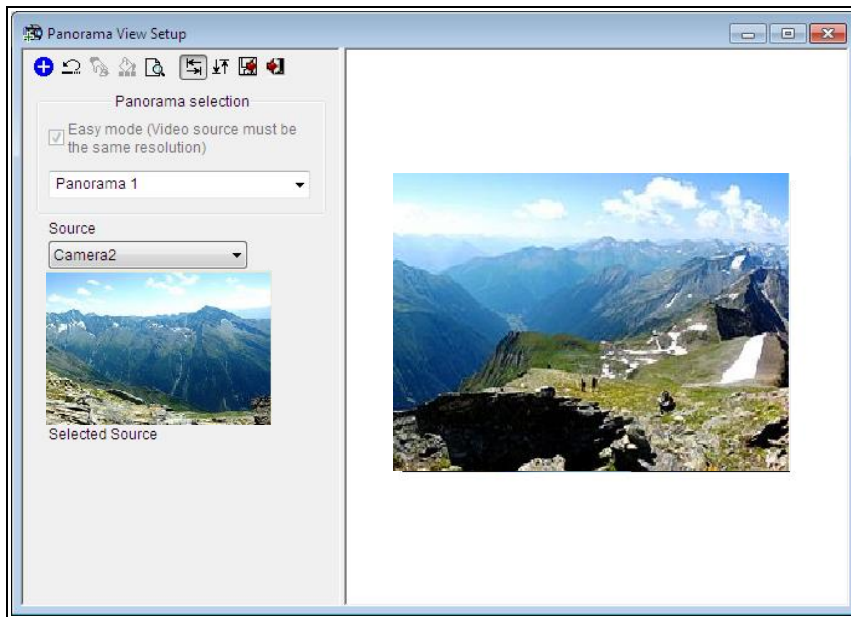 Panorama View Setup
Panorama selection
Easy mode (Video source must be
the same resolution)
Panorama 1
Source
Camera2
Selected Source